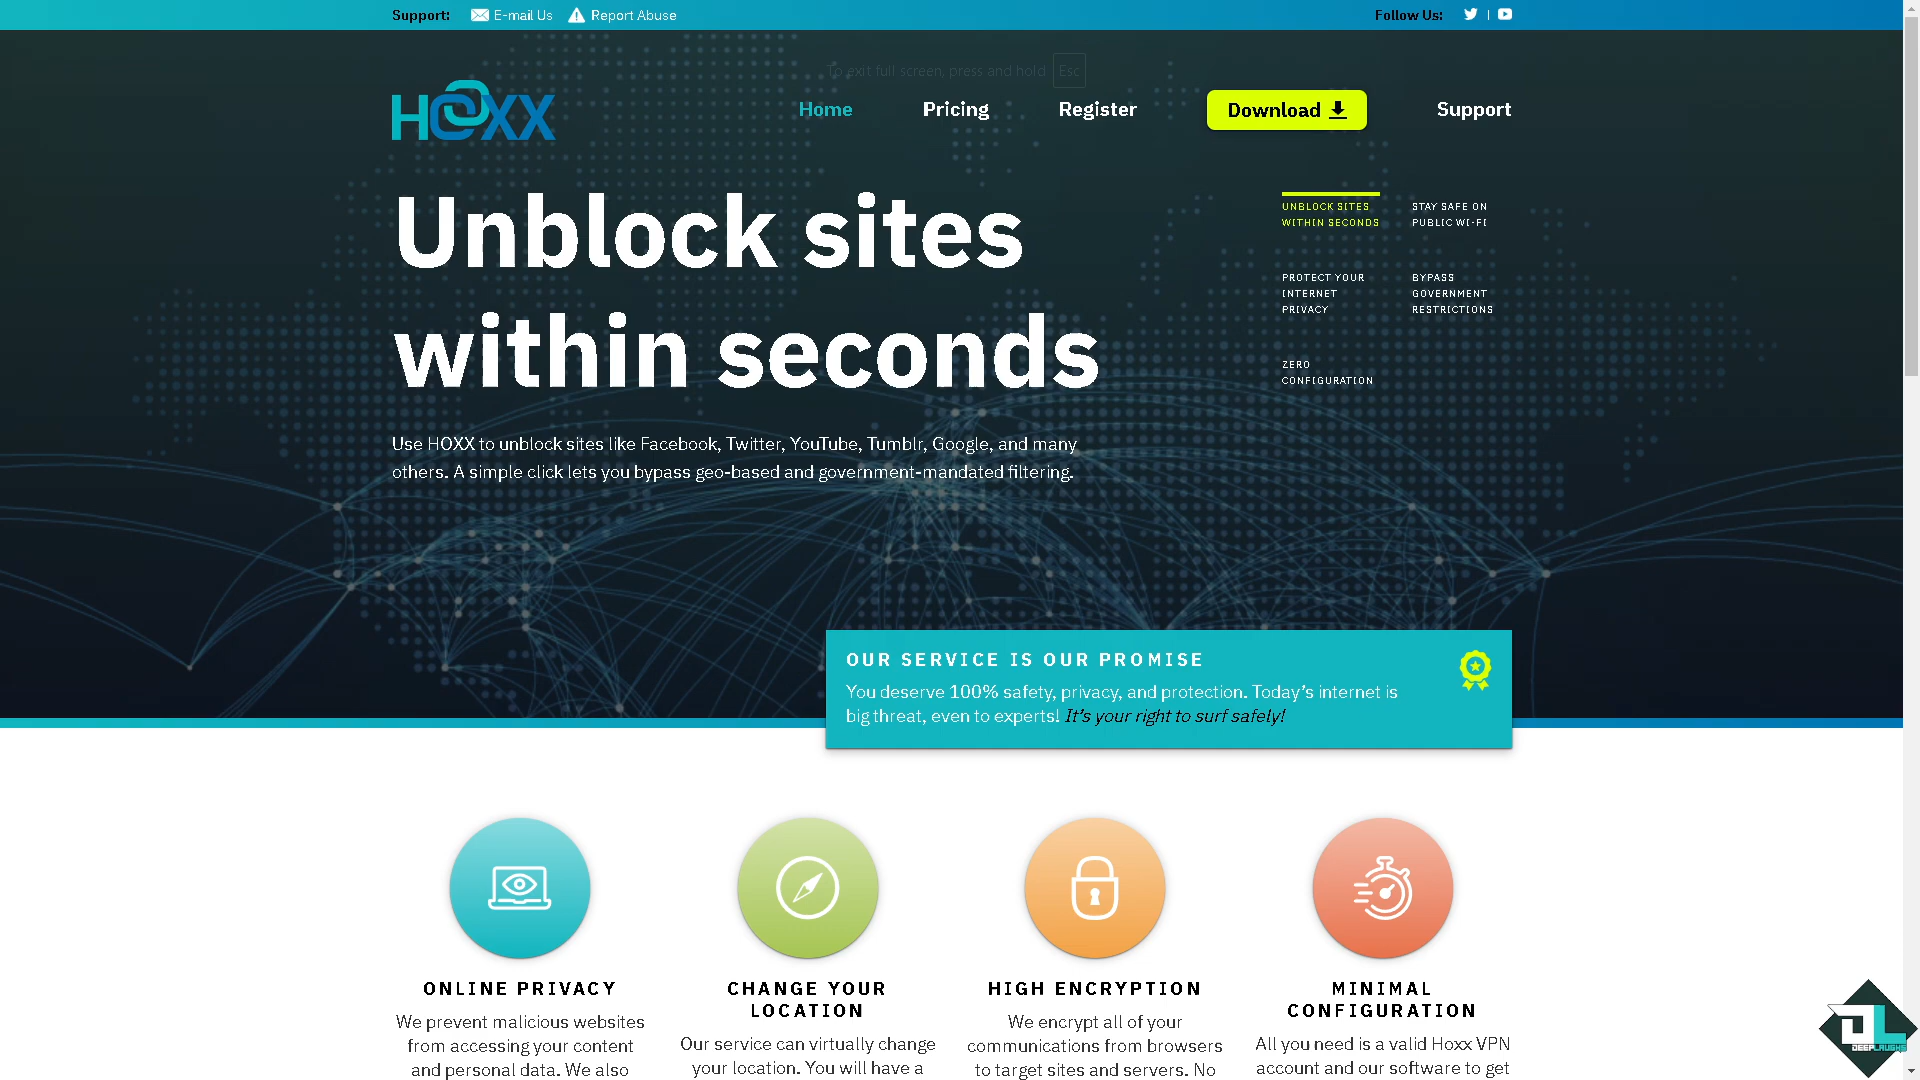 Support: E-mail Us Report Abuse Follow Us:
To exit full screen, press and hold Esc
HOXX Home Pricing Register Download Support
Unblock sites
within seconds
UNBLOCK SITES
WITHIN SECONDS
STAY SAFE ON
PUBLIC WI-FI
PROTECT YOUR
INTERNET
PRIVACY
BYPASS
GOVERNMENT
RESTRICTIONS
ZERO
CONFIGURATION
Use HOXX to unblock sites like Facebook, Twitter, YouTube, Tumblr, Google, and many
others. A simple click lets you bypass geo-based and government-mandated filtering.
OUR SERVICE IS OUR PROMISE
You deserve 100% safety, privacy, and protection. Today's internet is
big threat, even to experts! It's your right to surf safely!
ONLINE PRIVACY
We prevent malicious websites
from accessing your content
and personal data. We also
CHANGE YOUR
LOCATION
Our service can virtually change
your location. You will have a
HIGH ENCRYPTION
We encrypt all of your
communications from browsers
to target sites and servers. No
MINIMAL
CONFIGURATION
All you need is a valid Hoxx VPN
account and our software to get
DL
DEEPLAUGHS